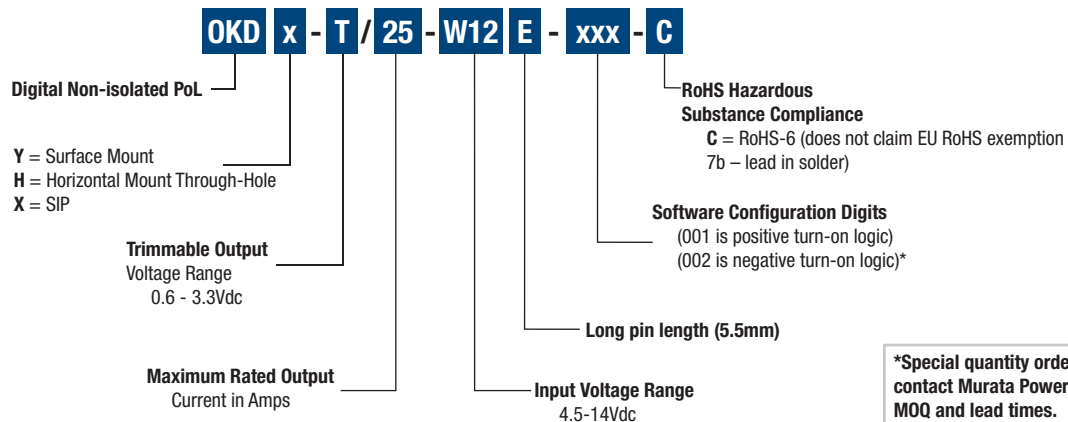 OKD x - T / 25 - W12 E - xxx - C
Digital Non-isolated PoL
Y = Surface Mount
H = Horizontal Mount Through-Hole
X = SIP
Trimmable Output
Voltage Range
0.6 - 3.3Vdc
Maximum Rated Output
Current in Amps
RoHS Hazardous
Substance Compliance
C = RoHS-6 (does not claim EU RoHS exemption
7b – lead in solder)
Software Configuration Digits
(001 is positive turn-on logic)
(002 is negative turn-on logic)*
Long pin length (5.5mm)
Input Voltage Range
4.5-14Vdc
*Special quantity orde
contact Murata Power
MOQ and lead times.